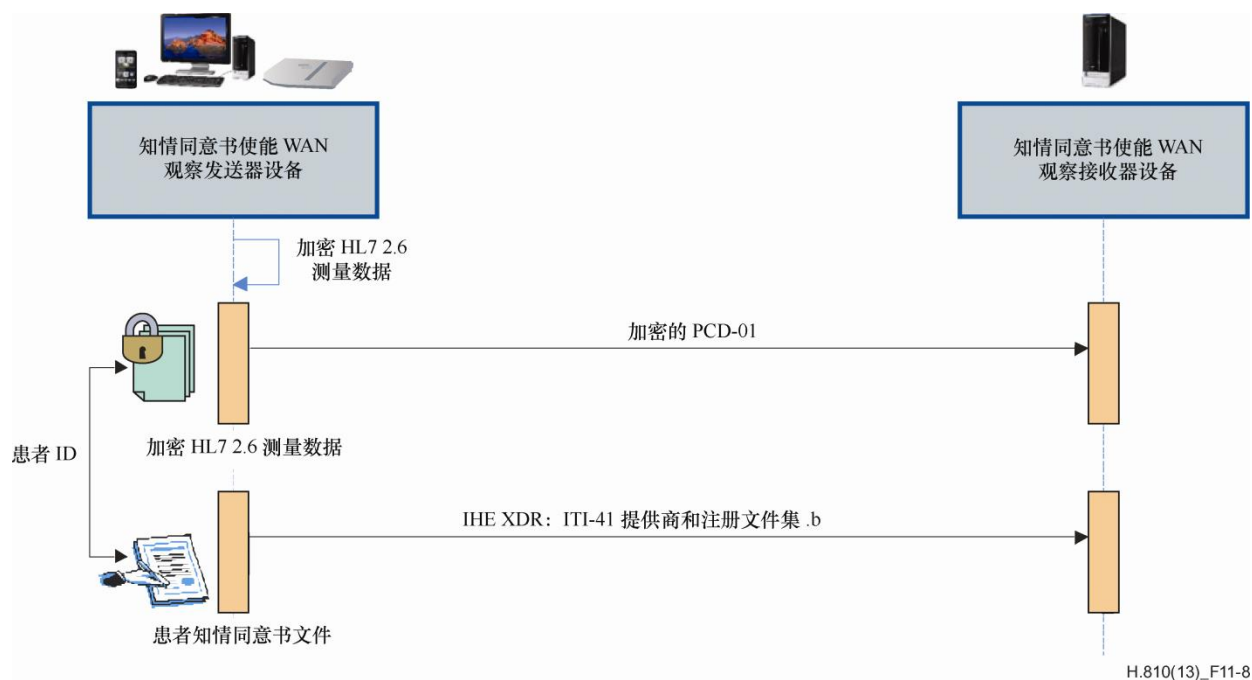 知情同意书使能 WAN
观察发送器设备
知情同意书使能 WAN
观察接收器设备
加密 HL7 2.6
测量数据
加密的 PCD-01
患者 ID
加密 HL7 2.6 测量数据
IHE XDR：ITI-41 提供商和注册文件集 .b
患者知情同意书文件
H.810(13)_F11-8